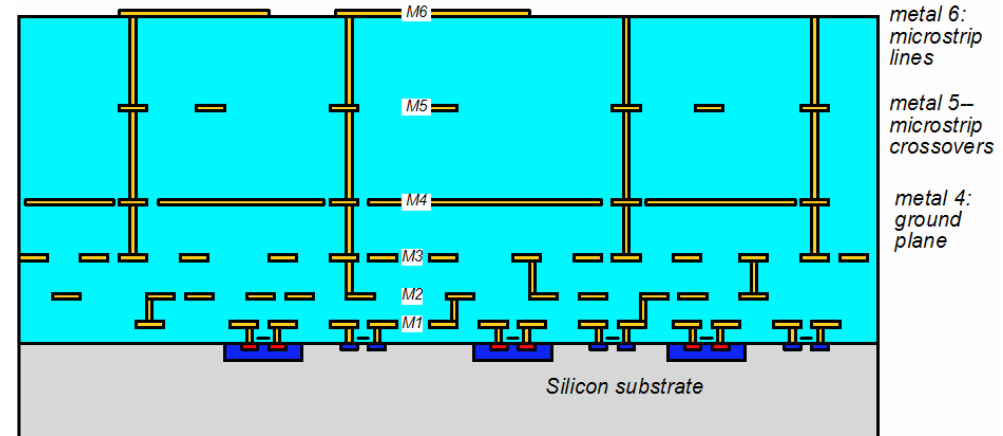 M6
metal 6:
microstrip
lines
M5
metal 5--
microstrip
crossovers
M4
metal 4:
ground
plane
M3
M2
M1
Silicon substrate